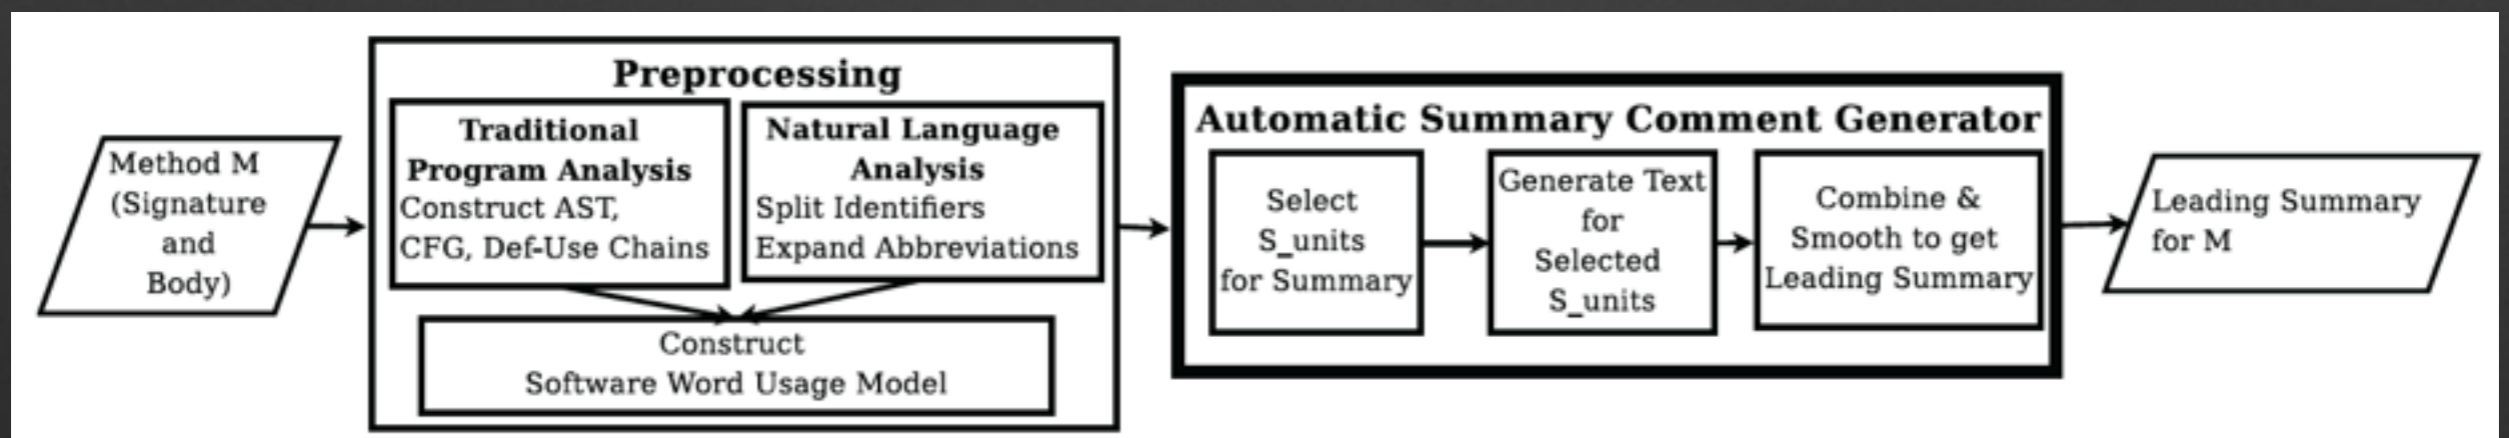 Method M
(Signature
and
Body)
Preprocessing
Traditional
Program Analysis
Construct AST,
CFG, Def-Use Chains
Natural Language
Analysis
Split Identifiers
Expand Abbreviations
Construct
Software Word Usage Model
Automatic Summary Comment Generator
Select
S_units
for Summary
Generate Text
for
Selected
S_units
Combine &
Smooth to get
Leading Summary
Leading Summary
for M